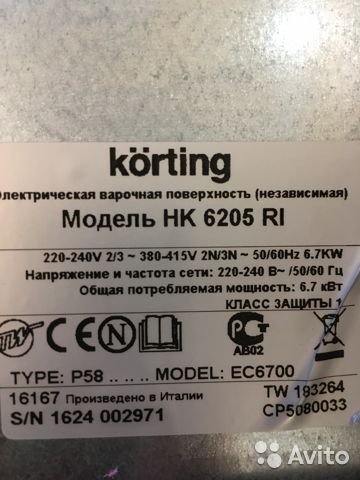 körting
Электрическая варочная поверхность (независимая)
Модель HK 6205 RI
220-240V 2/3 ~ 380-415V 2N/3N ~ 50/60Hz 6.7KW
Напряжение и частота сети: 220-240 В~ /50/60 Гц
Общая потребляемая мощность: 6.7 кВт
КЛАСС ЗАЩИТЫ 1
CE
АВ02
TYPE: P58 .. .. .. MODEL: EC6700
16167 Произведено в Италии TW 193264
S/N 1624 002971 CP5080033
Avito